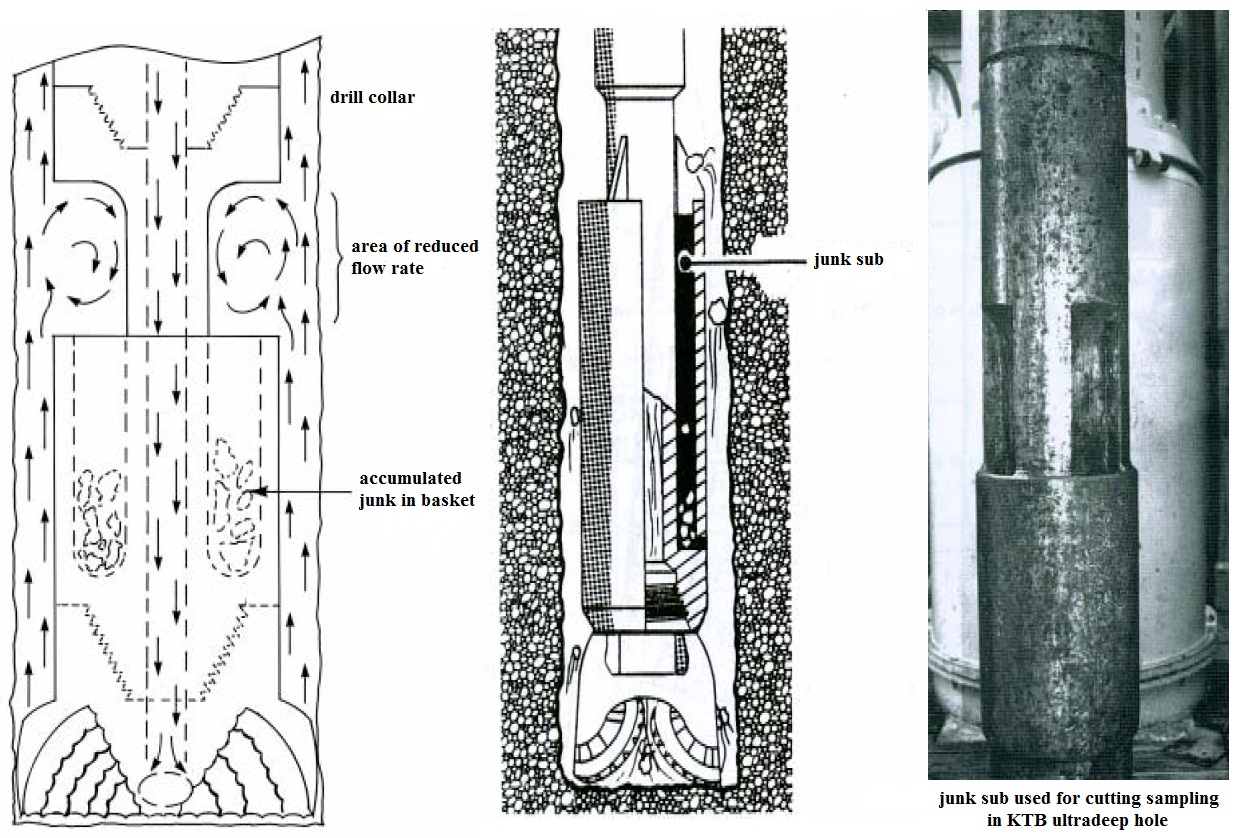 drill collar
area of reduced
flow rate
accumulated
junk in basket
junk sub
junk sub used for cutting sampling
in KTB ultradeep hole